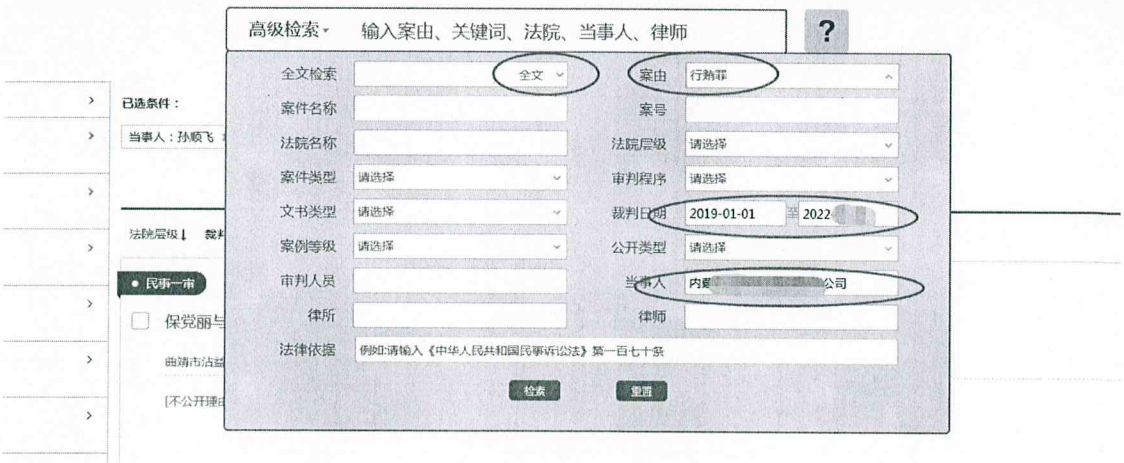 高级检索 输入案由、关键词、法院、当事人、律师 ?
全文检索 全文 案由 行贿罪
已选条件： 案件名称 案号
当事人：孙顺飞 法院名称 法院层级 请选择
案件类型 请选择 审判程序 请选择
文书类型 请选择 裁判日期 2019-01-01 至 2022-
法院层级↓ 裁判 案例等级 请选择 公开类型 请选择
民事一审 审判人员 当事人 内 公司
保党丽与 律所 律师
曲靖市沾益 法律依据 例如:请输入《中华人民共和国民事诉讼法》第一百七十条
[不公开理由 检索 重置